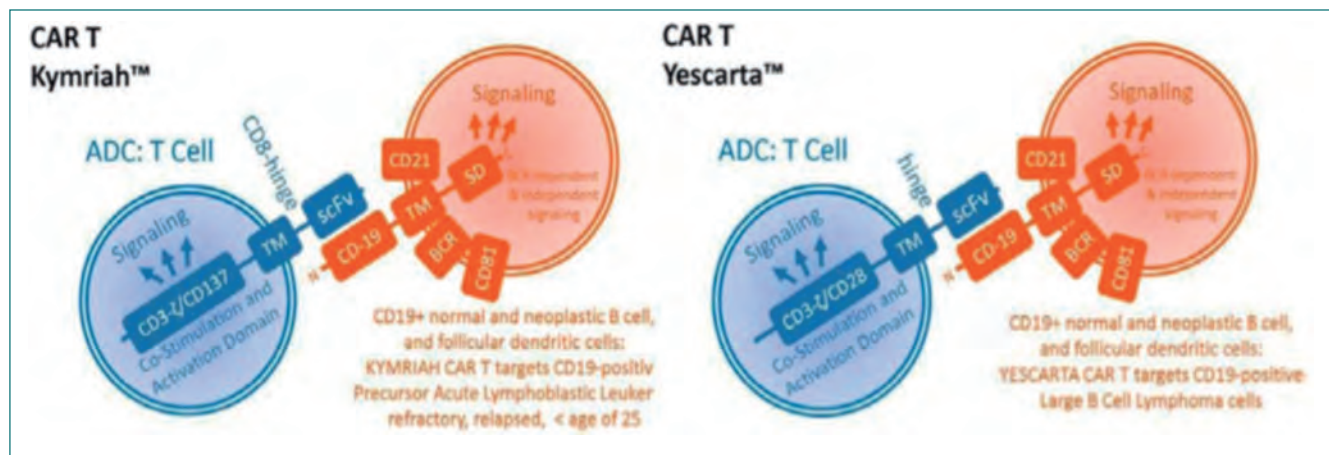 CAR T
Kymriah™
ADC: T Cell
CD8-hinge
Signaling
CD3-ζ/CD137
Co-Stimulation and
Activation Domain
TM
scFv
N
CD-19
TM
CD21
BCR
CD81
SD
Signaling
& independent
signaling
CD19+ normal and neoplastic B cell,
and follicular dendritic cells:
KYMRIAH CAR T targets CD19-positiv
Precursor Acute Lymphoblastic Leuker
refractory, relapsed, < age of 25
CAR T
Yescarta™
ADC: T Cell
hinge
Signaling
CD3-ζ/CD28
Co-Stimulation and
Activation Domain
TM
scFv
N
CD-19
TM
CD21
BCR
CD81
SD
Signaling
& independent
signaling
CD19+ normal and neoplastic B cell,
and follicular dendritic cells:
YESCARTA CAR T targets CD19-positive
Large B Cell Lymphoma cells